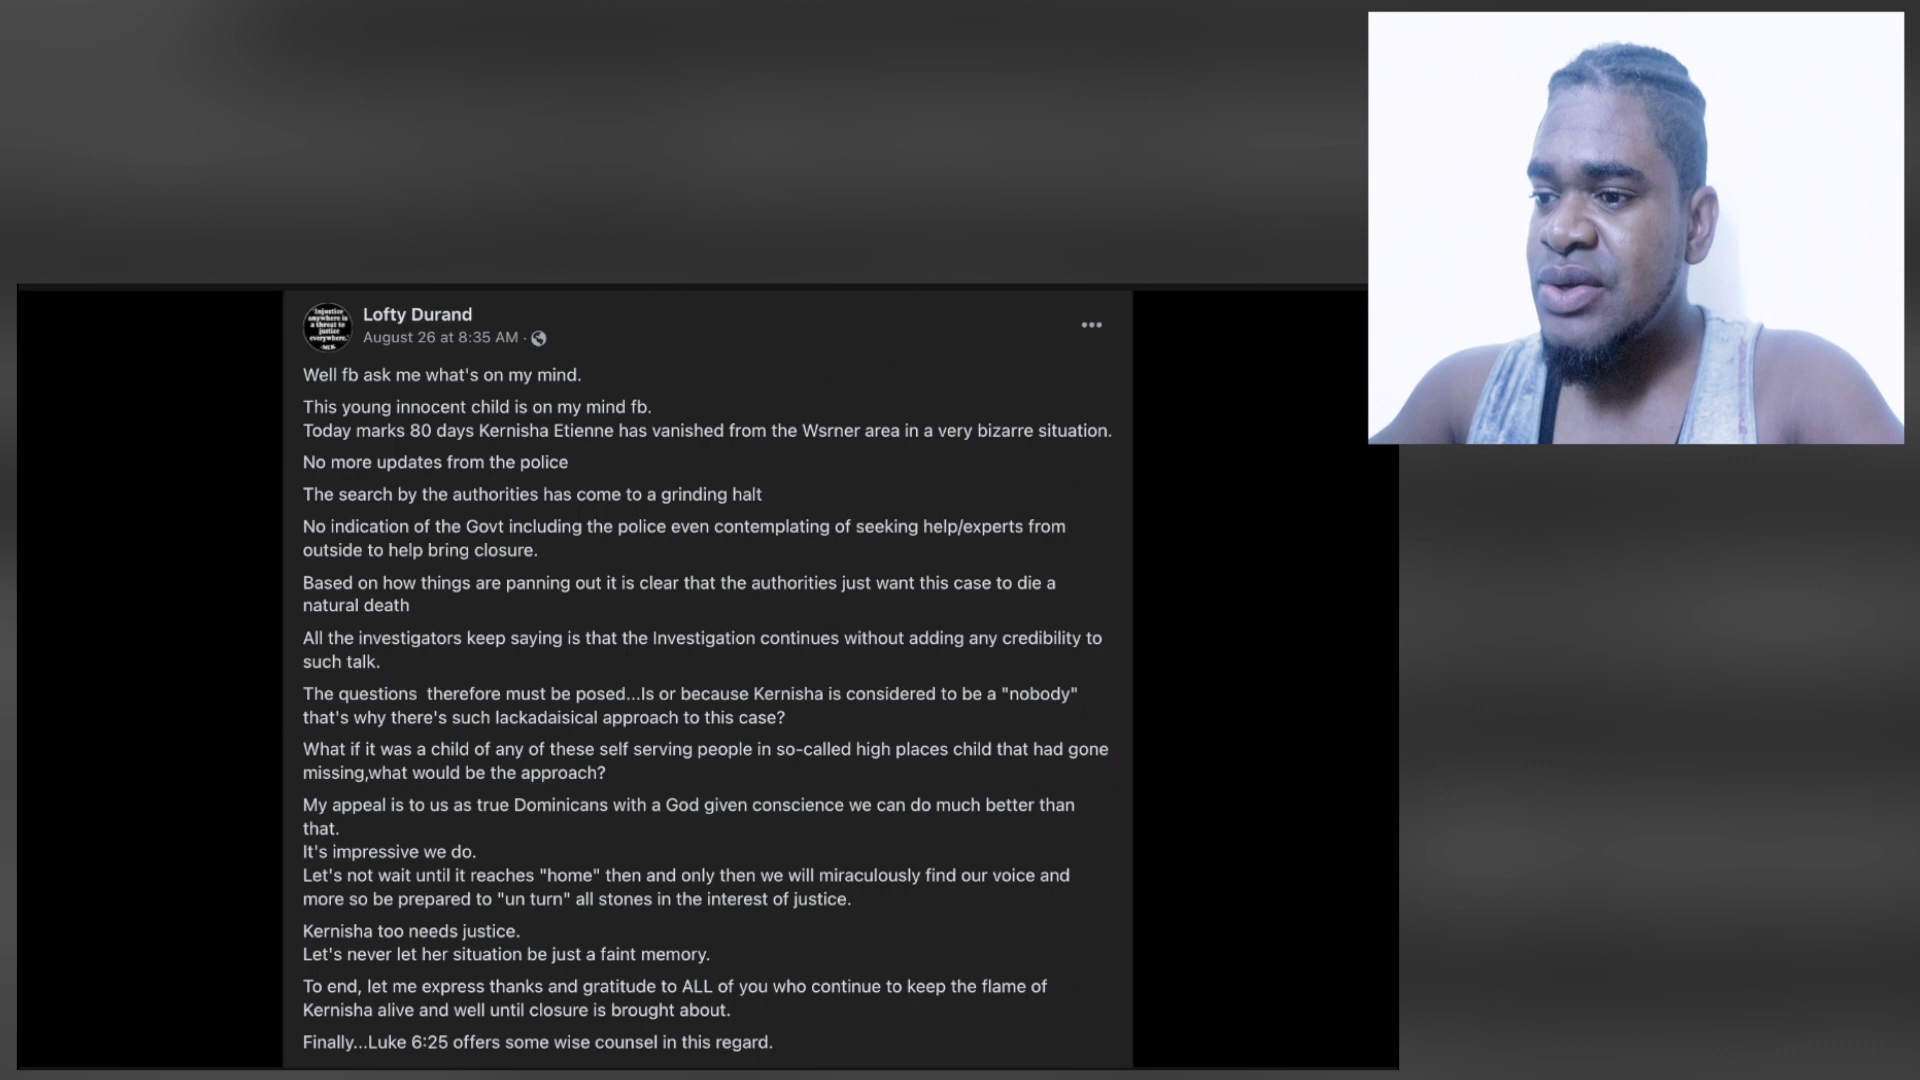 Injustice
anywhere is
a threat to
justice
everywhere.
-MLK
Lofty Durand
August 26 at 8:35 AM ·
Well fb ask me what's on my mind.
This young innocent child is on my mind fb.
Today marks 80 days Kernisha Etienne has vanished from the Wsrner area in a very bizarre situation.
No more updates from the police
The search by the authorities has come to a grinding halt
No indication of the Govt including the police even contemplating of seeking help/experts from
outside to help bring closure.
Based on how things are panning out it is clear that the authorities just want this case to die a
natural death
All the investigators keep saying is that the Investigation continues without adding any credibility to
such talk.
The questions  therefore must be posed...Is or because Kernisha is considered to be a "nobody"
that's why there's such lackadaisical approach to this case?
What if it was a child of any of these self serving people in so-called high places child that had gone
missing,what would be the approach?
My appeal is to us as true Dominicans with a God given conscience we can do much better than
that.
It's impressive we do.
Let's not wait until it reaches "home" then and only then we will miraculously find our voice and
more so be prepared to "un turn" all stones in the interest of justice.
Kernisha too needs justice.
Let's never let her situation be just a faint memory.
To end, let me express thanks and gratitude to ALL of you who continue to keep the flame of
Kernisha alive and well until closure is brought about.
Finally...Luke 6:25 offers some wise counsel in this regard.